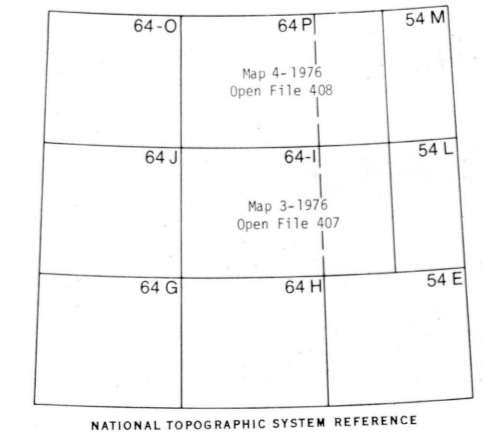 64-O 64 P 54 M
Map 4-1976
Open File 408
64 J 64-I 54 L
Map 3-1976
Open File 407
64 G 64 H 54 E
NATIONAL TOPOGRAPHIC SYSTEM REFERENCE